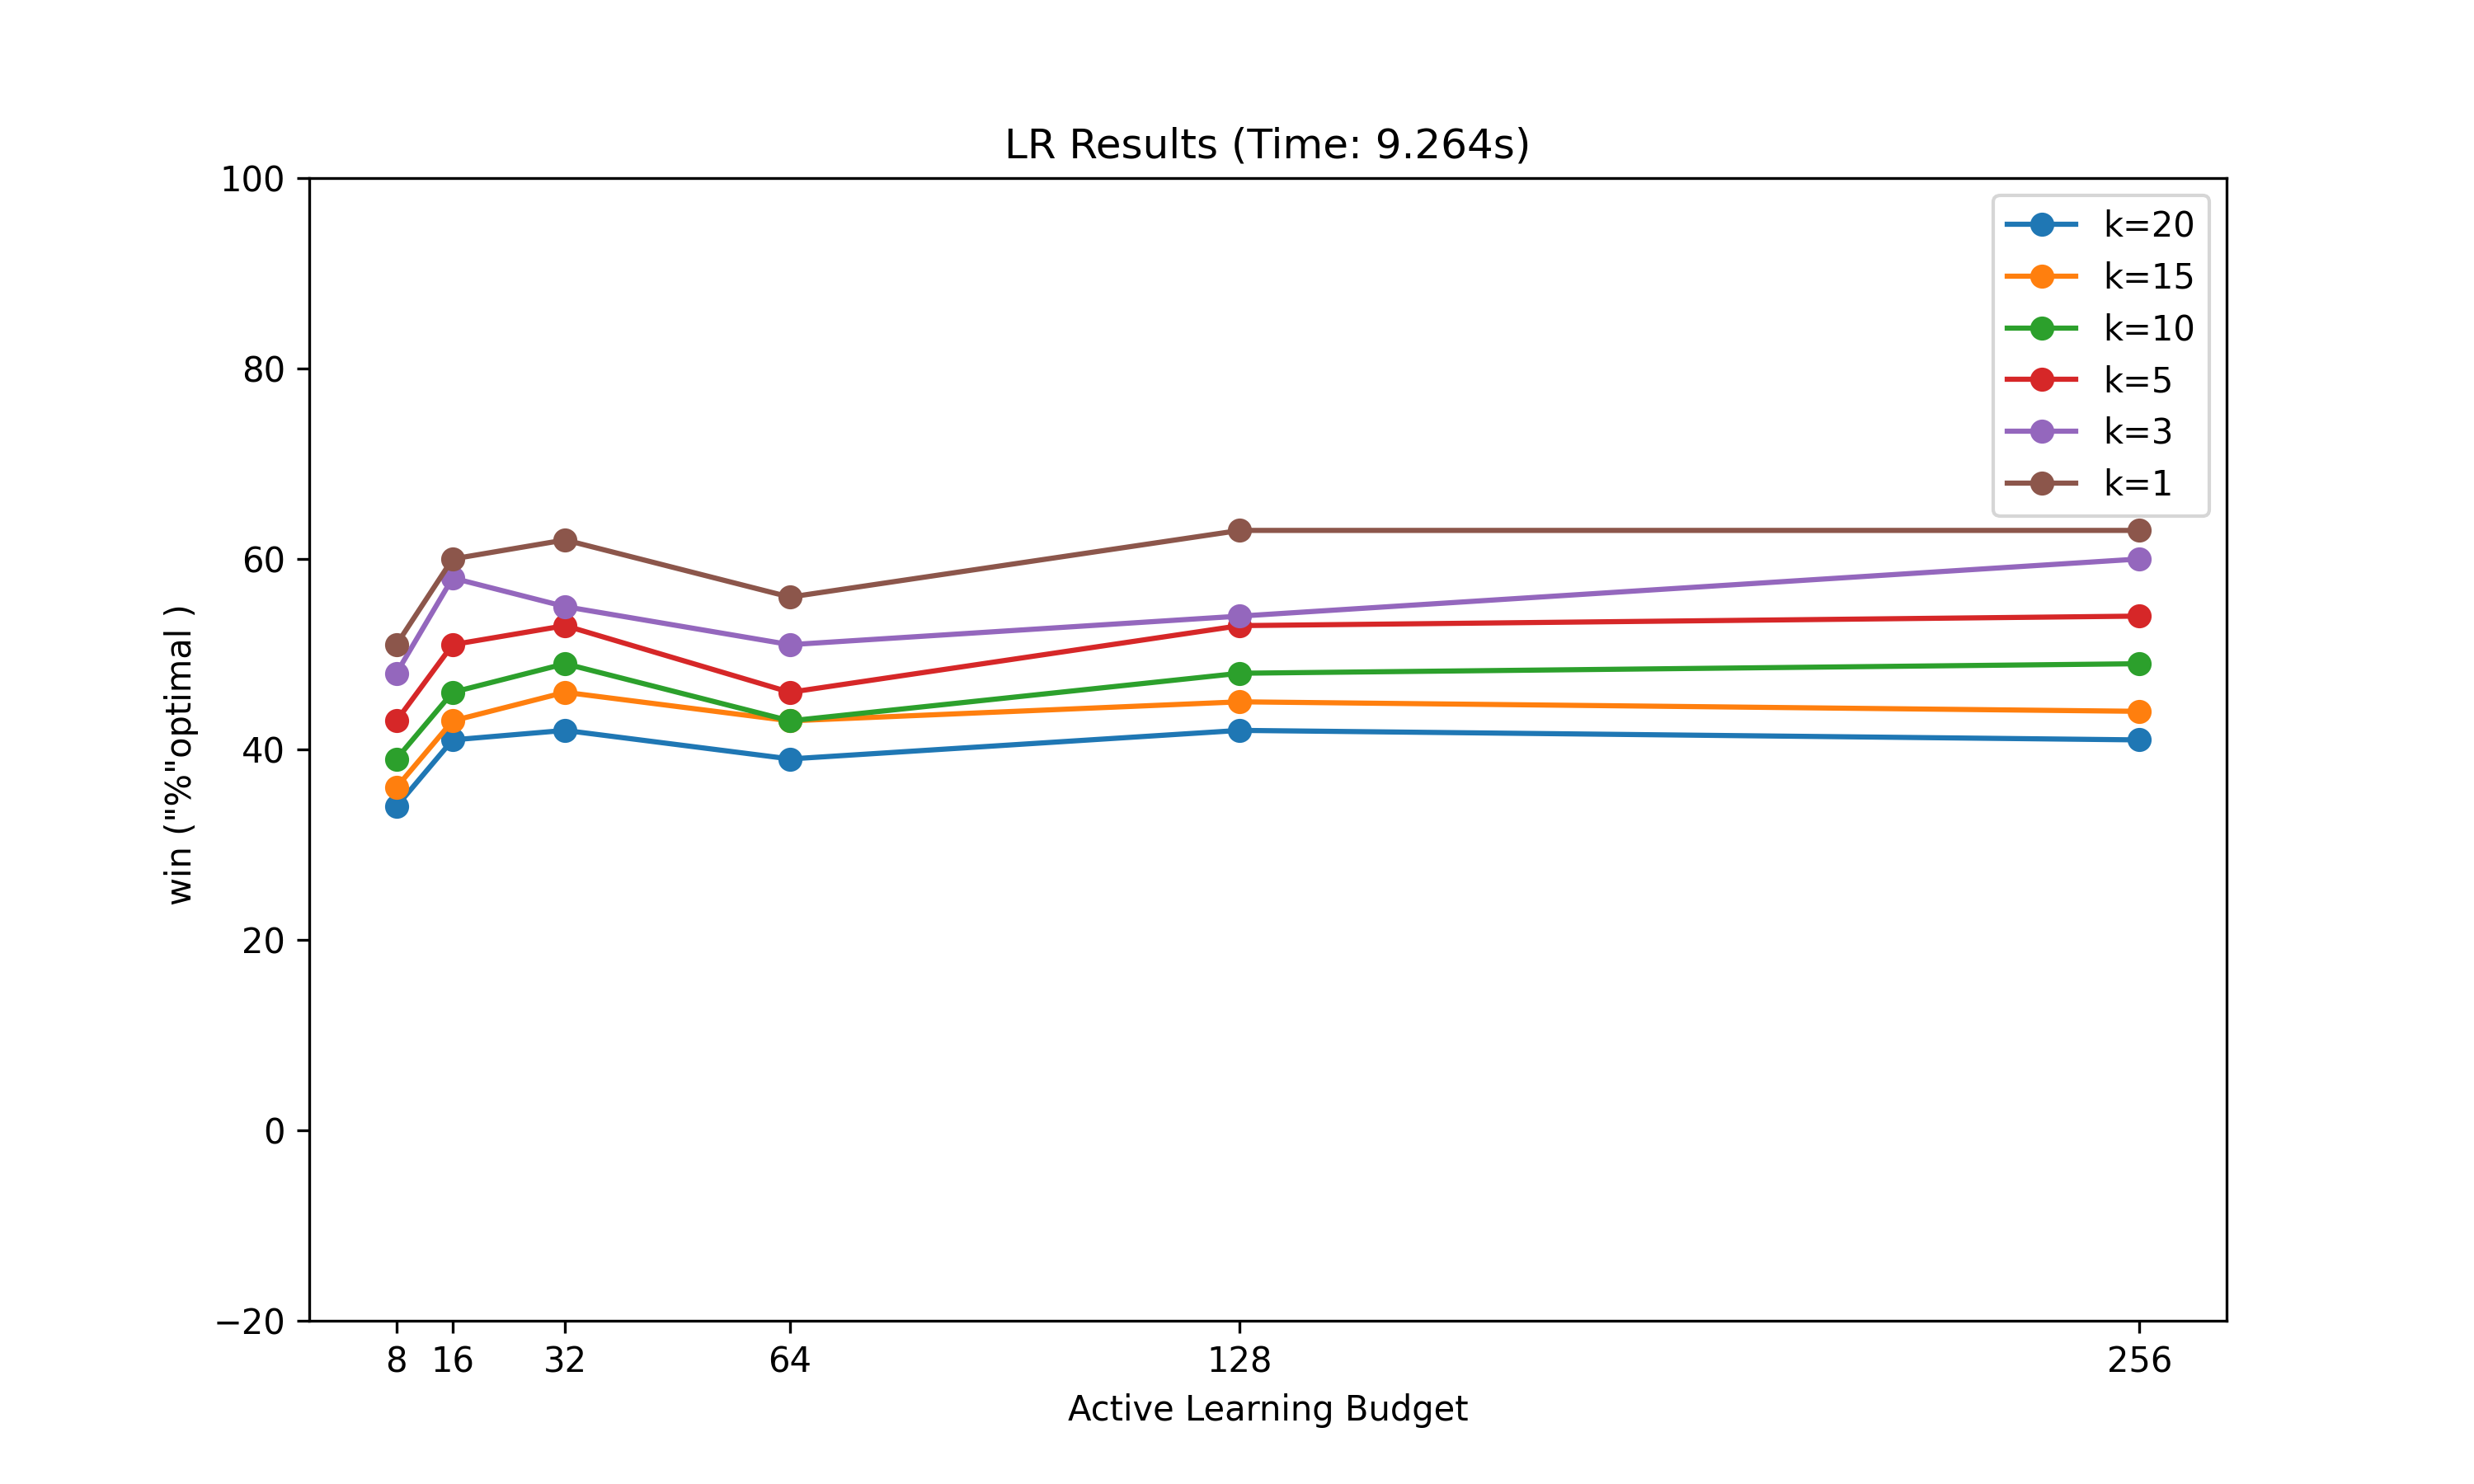 LR Results (Time: 9.264s)
100
80
60
40
20
0
−20
win ("%"optimal )
k=20
k=15
k=10
k=5
k=3
k=1
8 16 32 64 128 256
Active Learning Budget